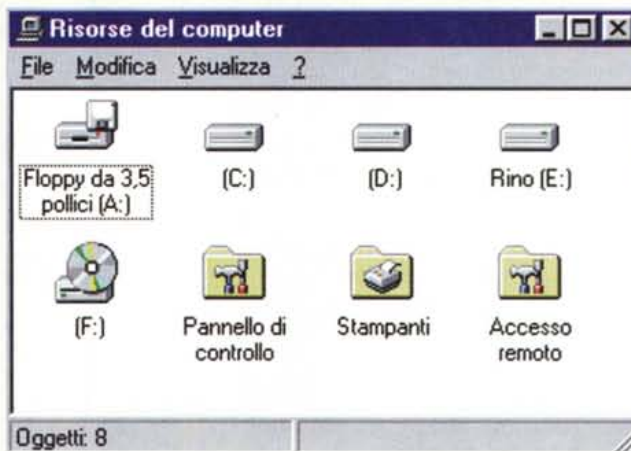 Risorse del computer
File Modifica Visualizza ?
Floppy da 3,5
pollici (A:)
(C:)
(D:)
Rino (E:)
(F:)
Pannello di
controllo
Stampanti
Accesso
remoto
Oggetti: 8